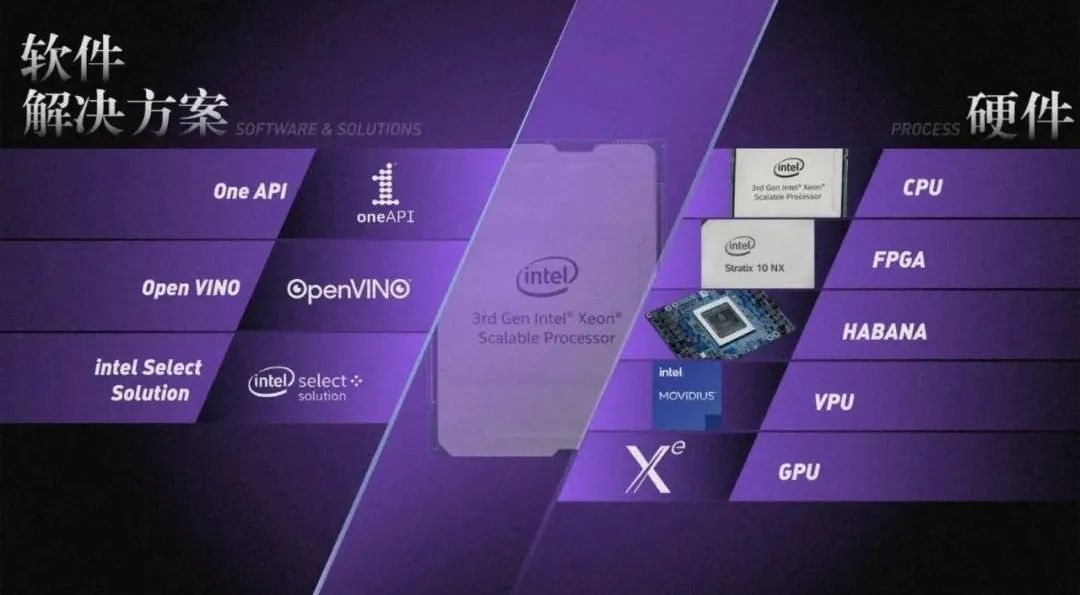 软件
解决方案 SOFTWARE & SOLUTIONS
One API
oneAPI
Open VINO
OpenVINO
intel Select
Solution
intel select
solution
intel
3rd Gen Intel® Xeon®
Scalable Processor
PROCESS 硬件
intel
3rd Gen Intel® Xeon®
Scalable Processor
CPU
intel
Stratix 10 NX
FPGA
HABANA
intel
MOVIDIUS
VPU
Xe
GPU